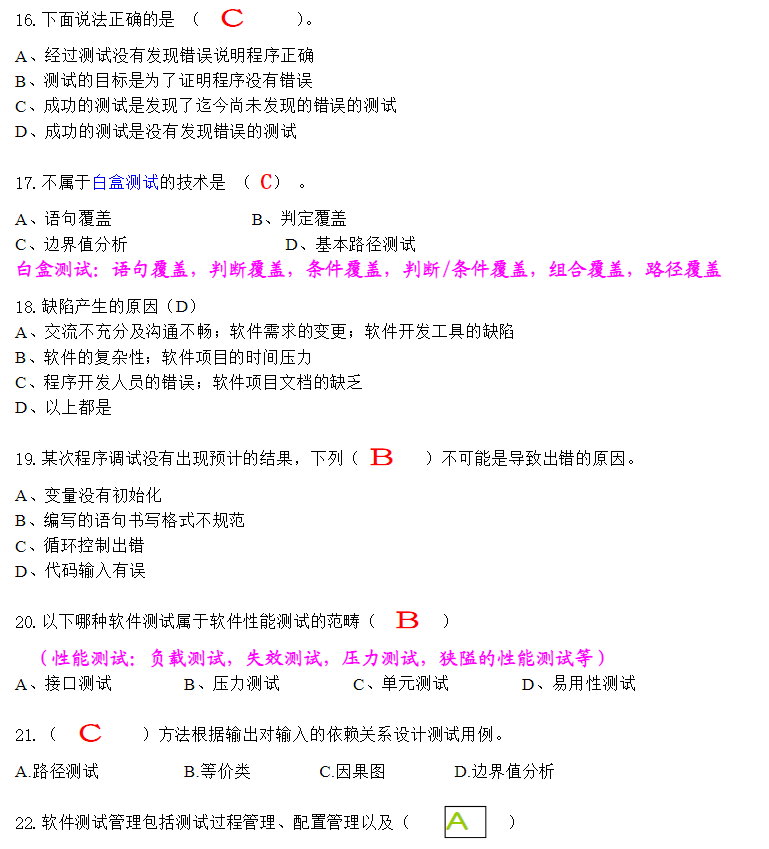 16.下面说法正确的是 （ C ）。
A、经过测试没有发现错误说明程序正确
B、测试的目标是为了证明程序没有错误
C、成功的测试是发现了迄今尚未发现的错误的测试
D、成功的测试是没有发现错误的测试
17.不属于白盒测试的技术是 （ C） 。
A、语句覆盖 B、判定覆盖
C、边界值分析 D、基本路径测试
白盒测试：语句覆盖，判断覆盖，条件覆盖，判断/条件覆盖，组合覆盖，路径覆盖
18.缺陷产生的原因（D）
A、交流不充分及沟通不畅；软件需求的变更；软件开发工具的缺陷
B、软件的复杂性；软件项目的时间压力
C、程序开发人员的错误；软件项目文档的缺乏
D、以上都是
19.某次程序调试没有出现预计的结果，下列（ B ）不可能是导致出错的原因。
A、变量没有初始化
B、编写的语句书写格式不规范
C、循环控制出错
D、代码输入有误
20.以下哪种软件测试属于软件性能测试的范畴（ B ）
（性能测试：负载测试，失效测试，压力测试，狭隘的性能测试等）
A、接口测试 B、压力测试 C、单元测试 D、易用性测试
21.（ C ）方法根据输出对输入的依赖关系设计测试用例。
A.路径测试 B.等价类 C.因果图 D.边界值分析
22.软件测试管理包括测试过程管理、配置管理以及（ A ）